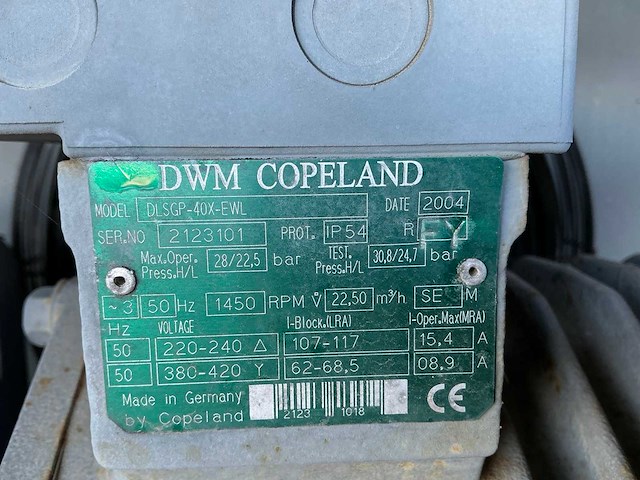 DWM COPELAND
MODEL DLSGP-40X-EWL DATE 2004
SER.NO 2123101 PROT. IP54 R EY
Max.Oper. Press.H/L 28/22,5 bar TEST. Press.H/L 30,8/24,7 bar
~3 50 Hz 1450 RPM V̇ 22,50 m³/h SE M
Hz VOLTAGE I-Block.(LRA) I-Oper.Max(MRA)
50 220-240 Δ 107-117 15,4 A
50 380-420 Y 62-68,5 08,9 A
Made in Germany
by Copeland 2123 1018 CE